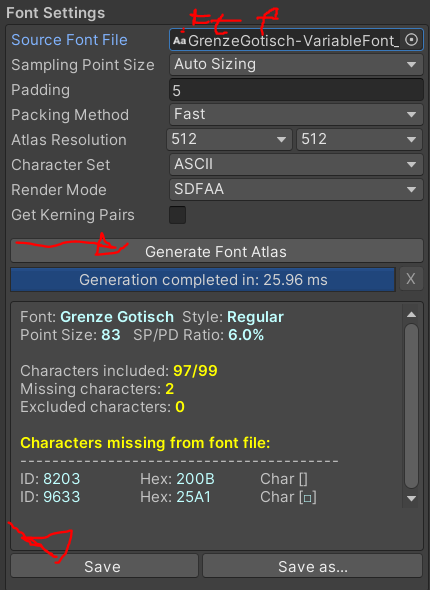 Font Settings
ttf
Source Font File Aa GrenzeGotisch-VariableFont_
Sampling Point Size Auto Sizing
Padding 5
Packing Method Fast
Atlas Resolution 512 512
Character Set ASCII
Render Mode SDFAA
Get Kerning Pairs
Generate Font Atlas
Generation completed in: 25.96 ms X
Font: Grenze Gotisch Style: Regular
Point Size: 83 SP/PD Ratio: 6.0%
Characters included: 97/99
Missing characters: 2
Excluded characters: 0
Characters missing from font file:
----------------------------------------
ID: 8203 Hex: 200B Char []
ID: 9633 Hex: 25A1 Char [□]
Save Save as...